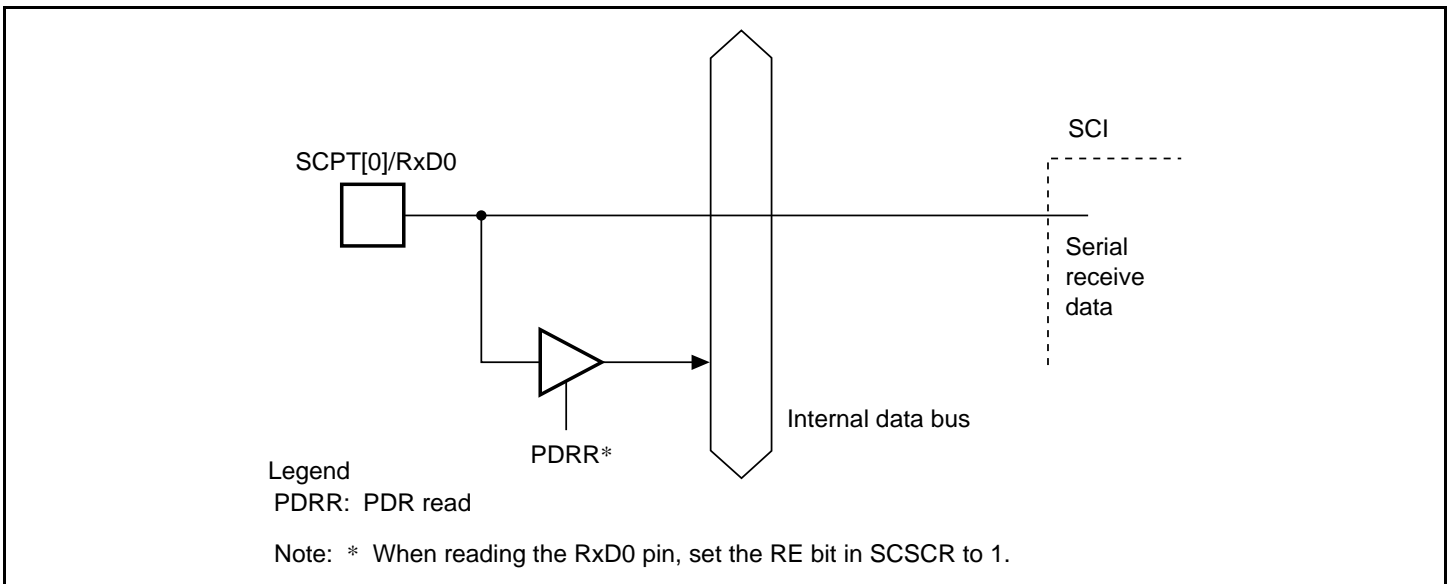 SCI
SCPT[0]/RxD0
Serial
receive
data
Internal data bus
PDRR*
Legend
PDRR: PDR read
Note: * When reading the RxD0 pin, set the RE bit in SCSCR to 1.